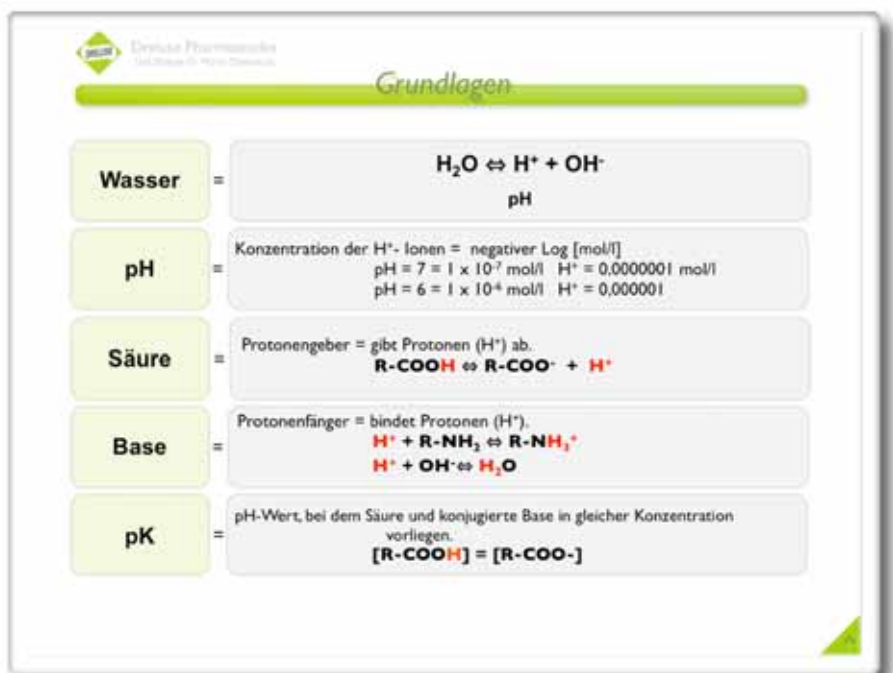 Grundlagen
Wasser = H₂O ⇔ H⁺ + OH⁻
pH
pH = Konzentration der H⁺- Ionen = negativer Log [mol/l]
pH = 7 = 1 x 10⁻⁷ mol/l H⁺ = 0,0000001 mol/l
pH = 6 = 1 x 10⁻⁶ mol/l H⁺ = 0,000001
Säure = Protonengeber = gibt Protonen (H⁺) ab.
R-COOH ⇔ R-COO⁻ + H⁺
Base = Protonenfänger = bindet Protonen (H⁺).
H⁺ + R-NH₂ ⇔ R-NH₃⁺
H⁺ + OH⁻⇔ H₂O
pK = pH-Wert, bei dem Säure und konjugierte Base in gleicher Konzentration
vorliegen.
[R-COOH] = [R-COO-]